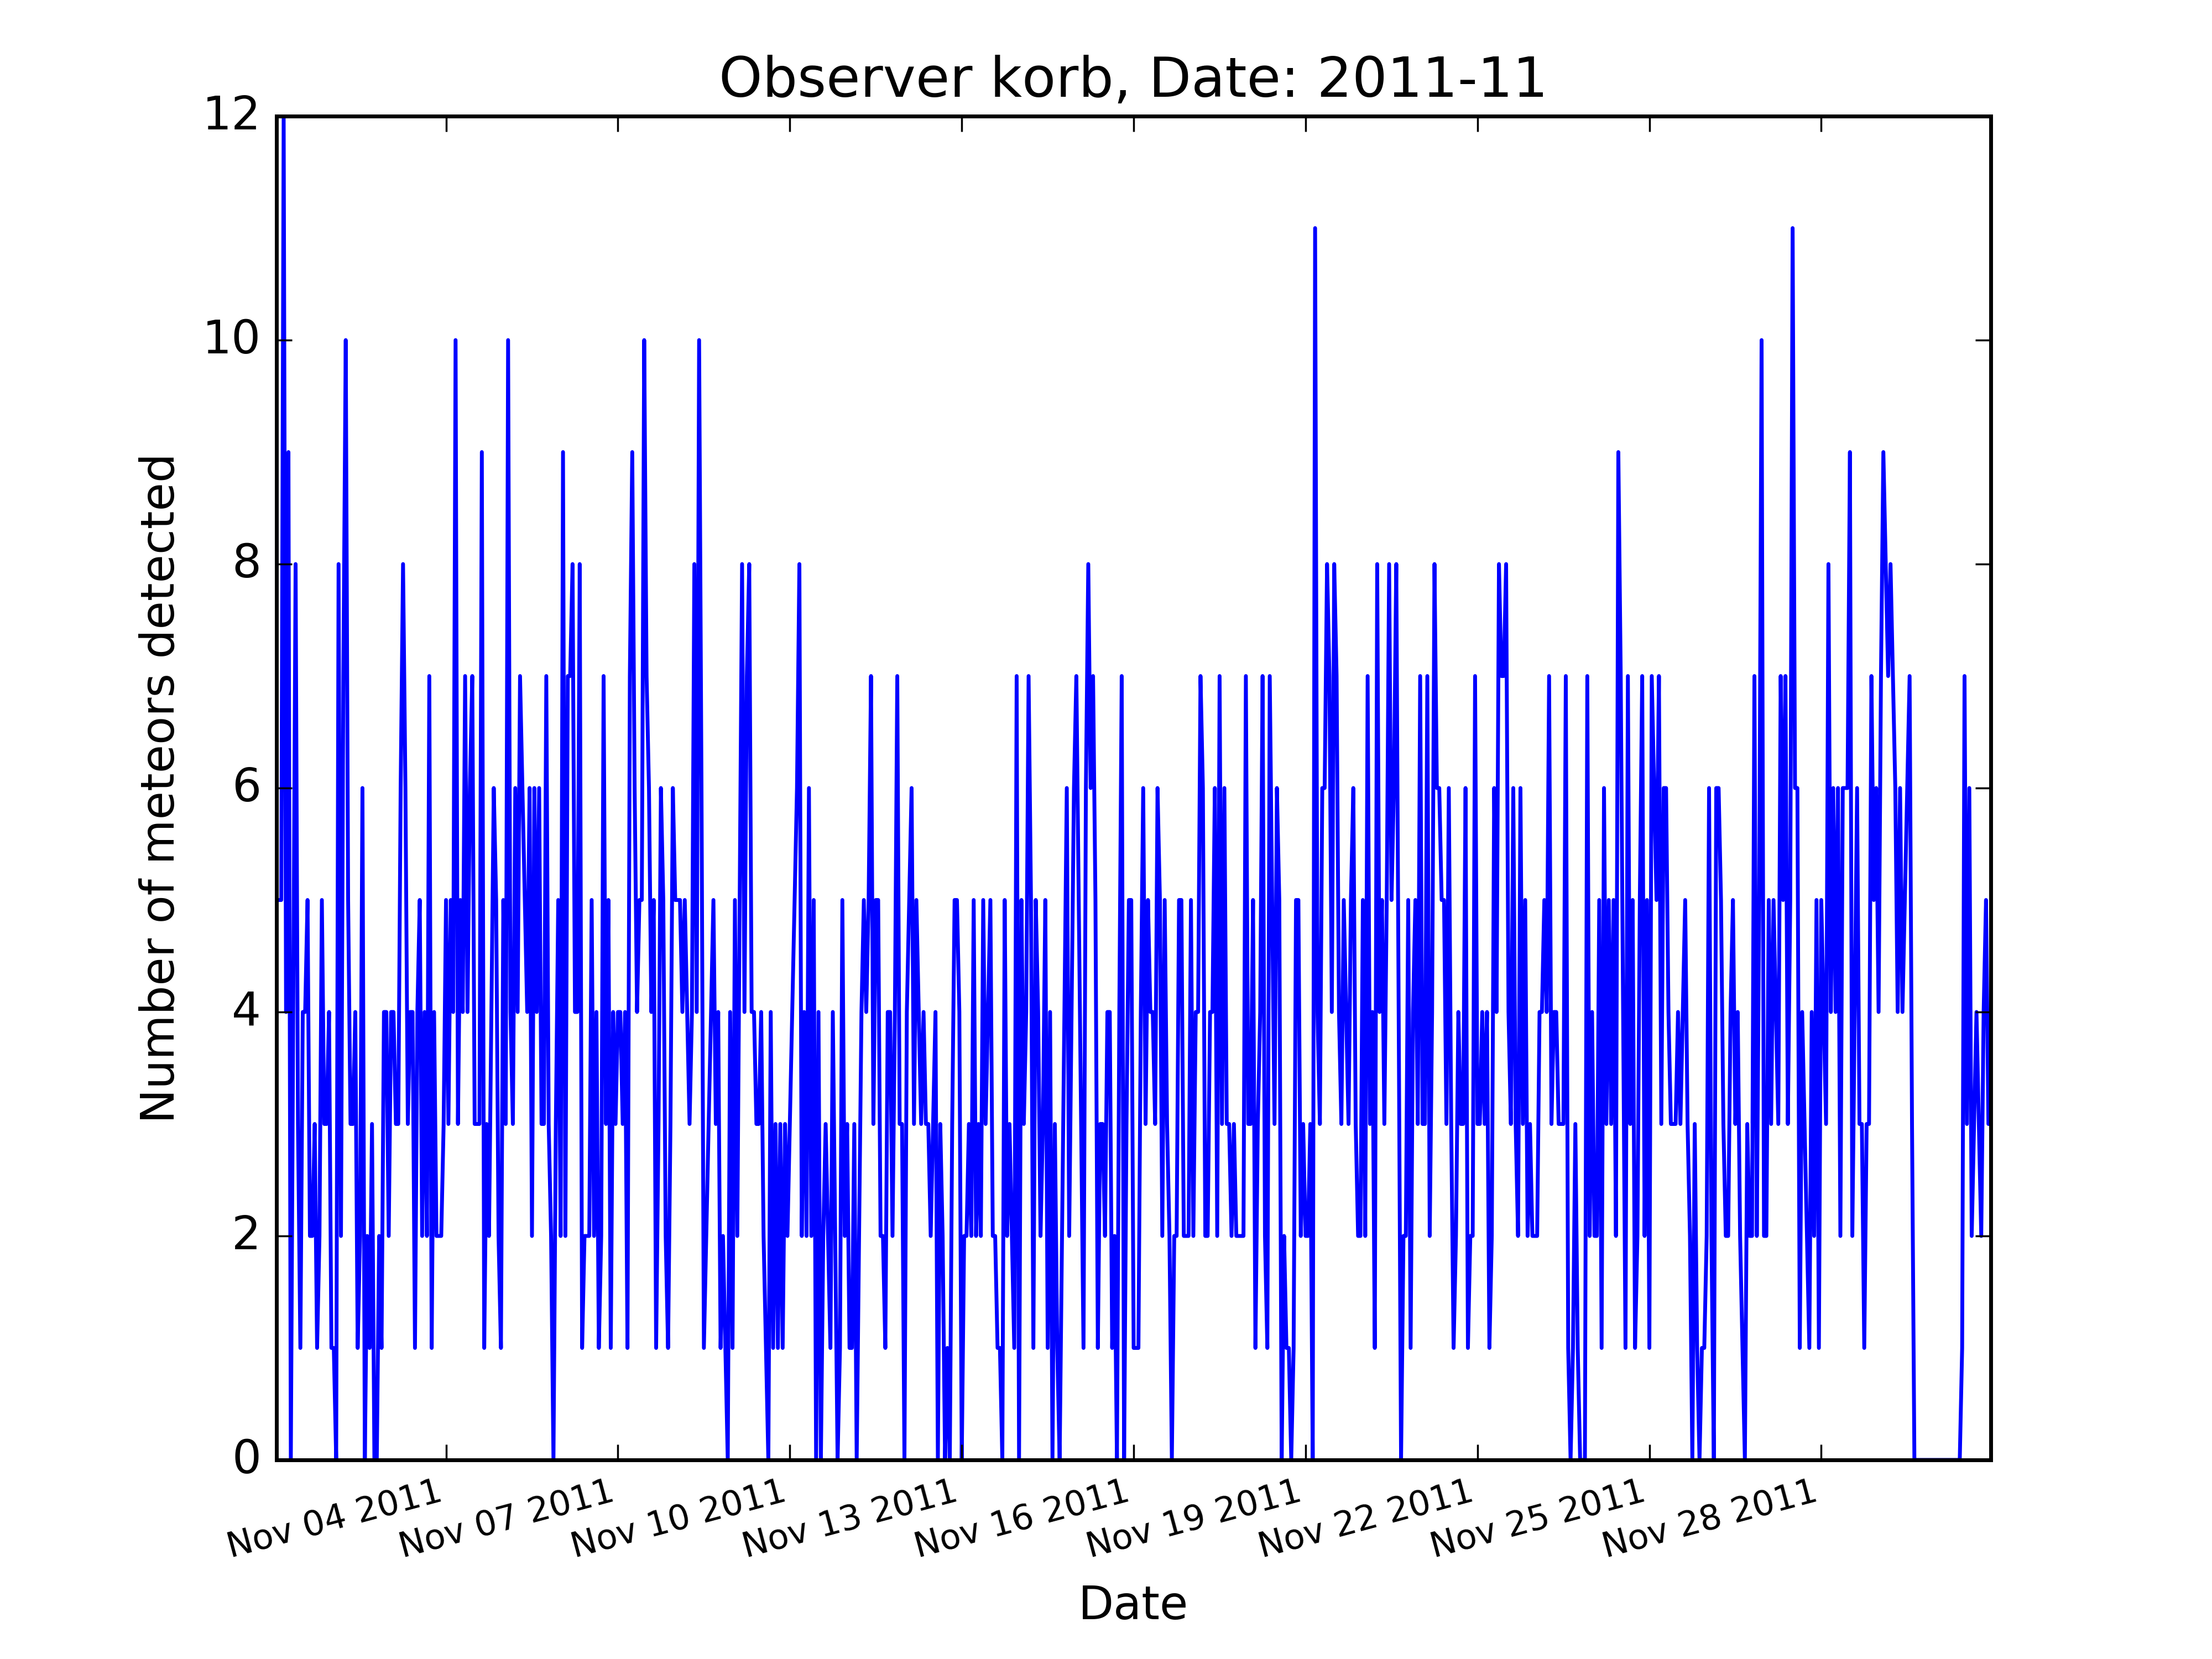 Observer korb, Date: 2011-11
12
10
8
6
4
2
0
Number of meteors detected
Nov 04 2011
Nov 07 2011
Nov 10 2011
Nov 13 2011
Nov 16 2011
Nov 19 2011
Nov 22 2011
Nov 25 2011
Nov 28 2011
Date